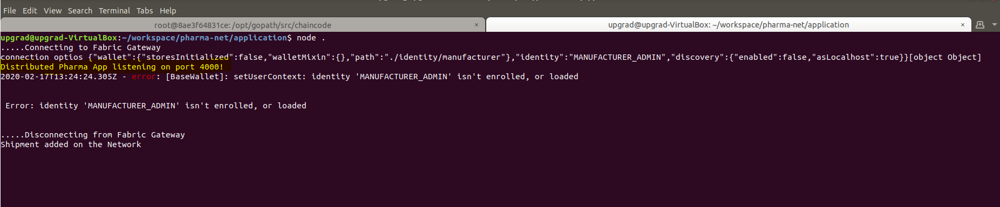 File Edit View Search Terminal Tabs Help
root@8ae3f64831ce: /opt/gopath/src/chaincode × upgrad@upgrad-VirtualBox: ~/workspace/pharma-net/application ×
upgrad@upgrad-VirtualBox:~/workspace/pharma-net/application$ node .
.....Connecting to Fabric Gateway
connection optios {"wallet":{"storesInitialized":false,"walletMixin":{},"path":"./identity/manufacturer"},"identity":"MANUFACTURER_ADMIN","discovery":{"enabled":false,"asLocalhost":true}}[object Object]
Distributed Pharma App listening on port 4000!
2020-02-17T13:24:24.305Z - error: [BaseWallet]: setUserContext: identity 'MANUFACTURER_ADMIN' isn't enrolled, or loaded
Error: identity 'MANUFACTURER_ADMIN' isn't enrolled, or loaded
.....Disconnecting from Fabric Gateway
Shipment added on the Network